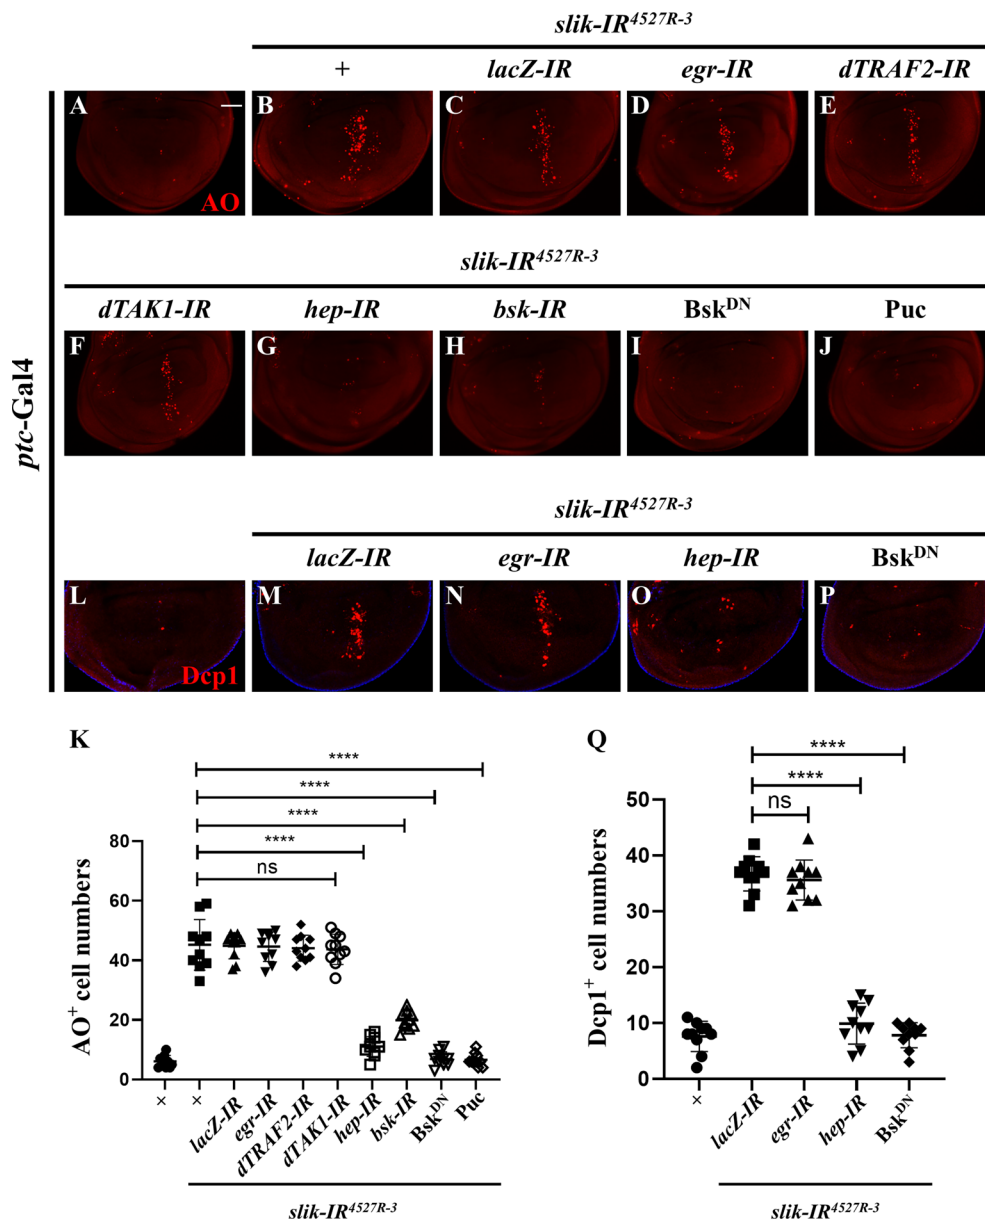 slik-IR4527R-3
+ lacZ-IR egr-IR dTRAF2-IR
A B C D E
AO
slik-IR4527R-3
dTAK1-IR hep-IR bsk-IR BskDN Puc
F G H I J
ptc-Gal4
slik-IR4527R-3
lacZ-IR egr-IR hep-IR BskDN
L M N O P
Dcp1
K
****
****
****
****
ns
80
60
40
20
0
AO+ cell numbers
+ + lacZ-IR egr-IR dTRAF2-IR dTAK1-IR hep-IR bsk-IR BskDN Puc
slik-IR4527R-3
Q
****
****
ns
50
40
30
20
10
0
Dcp1+ cell numbers
+ lacZ-IR egr-IR hep-IR BskDN
slik-IR4527R-3